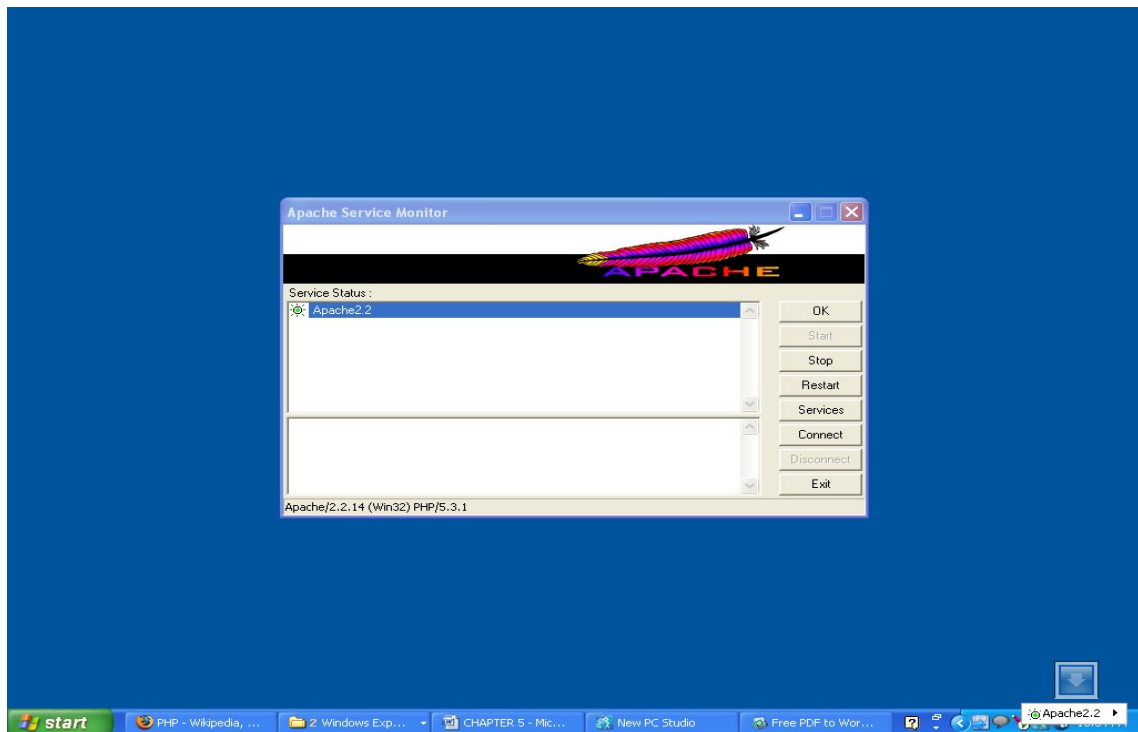 Apache Service Monitor
APACHE
Service Status :
Apache2.2
OK
Start
Stop
Restart
Services
Connect
Disconnect
Exit
Apache/2.2.14 (Win32) PHP/5.3.1
start
PHP - Wikipedia, ...
2 Windows Exp...
CHAPTER 5 - Mic...
New PC Studio
Free PDF to Wor...
Apache2.2